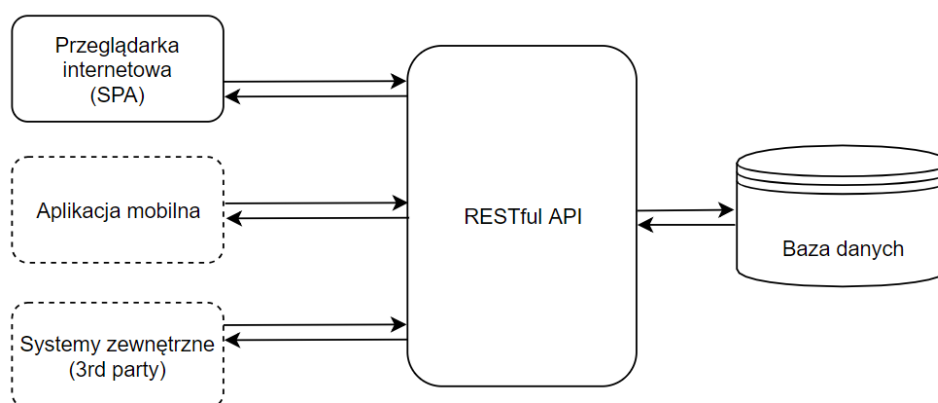 Przeglądarka
internetowa
(SPA)
Aplikacja mobilna
Systemy zewnętrzne
(3rd party)
RESTful API
Baza danych